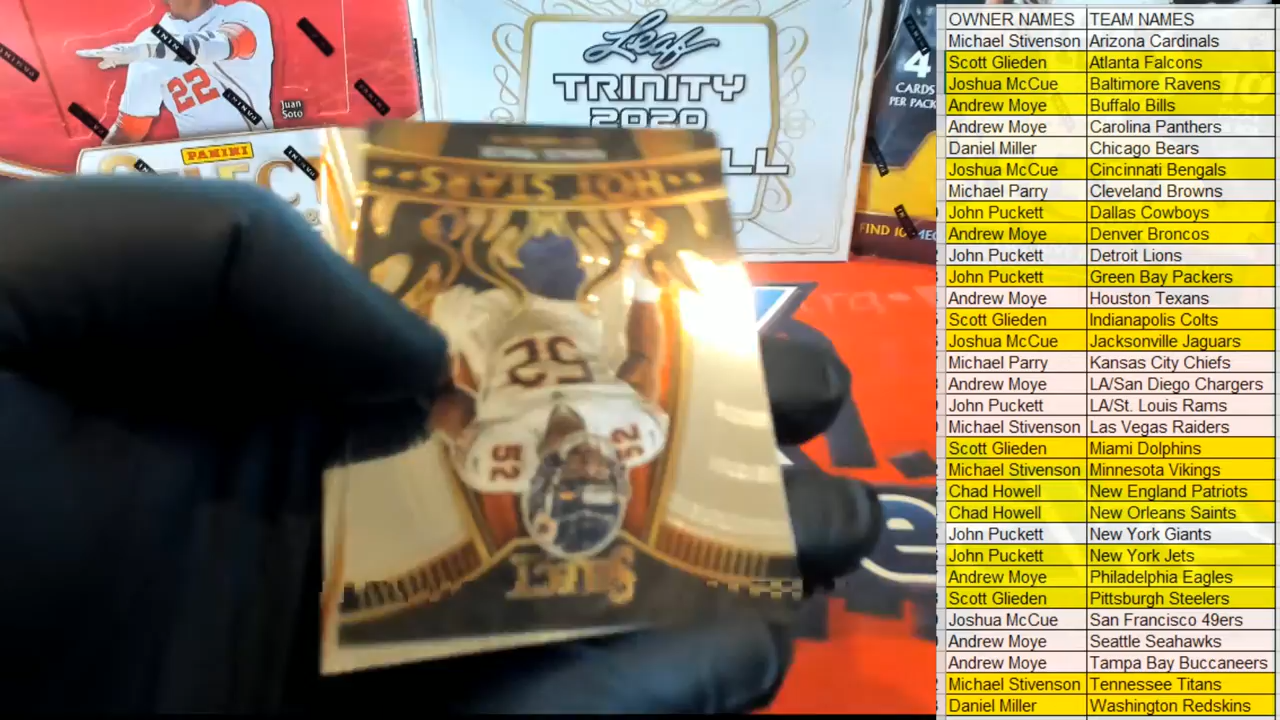 22
Juan
Soto
PANINI
Leaf
TRINITY
2020
4
CARDS
PER PACK
FIND 10
HOT STARS
52
52
52
SELECT
OWNER NAMES TEAM NAMES
Michael Stivenson Arizona Cardinals
Scott Glieden Atlanta Falcons
Joshua McCue Baltimore Ravens
Andrew Moye Buffalo Bills
Andrew Moye Carolina Panthers
Daniel Miller Chicago Bears
Joshua McCue Cincinnati Bengals
Michael Parry Cleveland Browns
John Puckett Dallas Cowboys
Andrew Moye Denver Broncos
John Puckett Detroit Lions
John Puckett Green Bay Packers
Andrew Moye Houston Texans
Scott Glieden Indianapolis Colts
Joshua McCue Jacksonville Jaguars
Michael Parry Kansas City Chiefs
Andrew Moye LA/San Diego Chargers
John Puckett LA/St. Louis Rams
Michael Stivenson Las Vegas Raiders
Scott Glieden Miami Dolphins
Michael Stivenson Minnesota Vikings
Chad Howell New England Patriots
Chad Howell New Orleans Saints
John Puckett New York Giants
John Puckett New York Jets
Andrew Moye Philadelphia Eagles
Scott Glieden Pittsburgh Steelers
Joshua McCue San Francisco 49ers
Andrew Moye Seattle Seahawks
Andrew Moye Tampa Bay Buccaneers
Michael Stivenson Tennessee Titans
Daniel Miller Washington Redskins